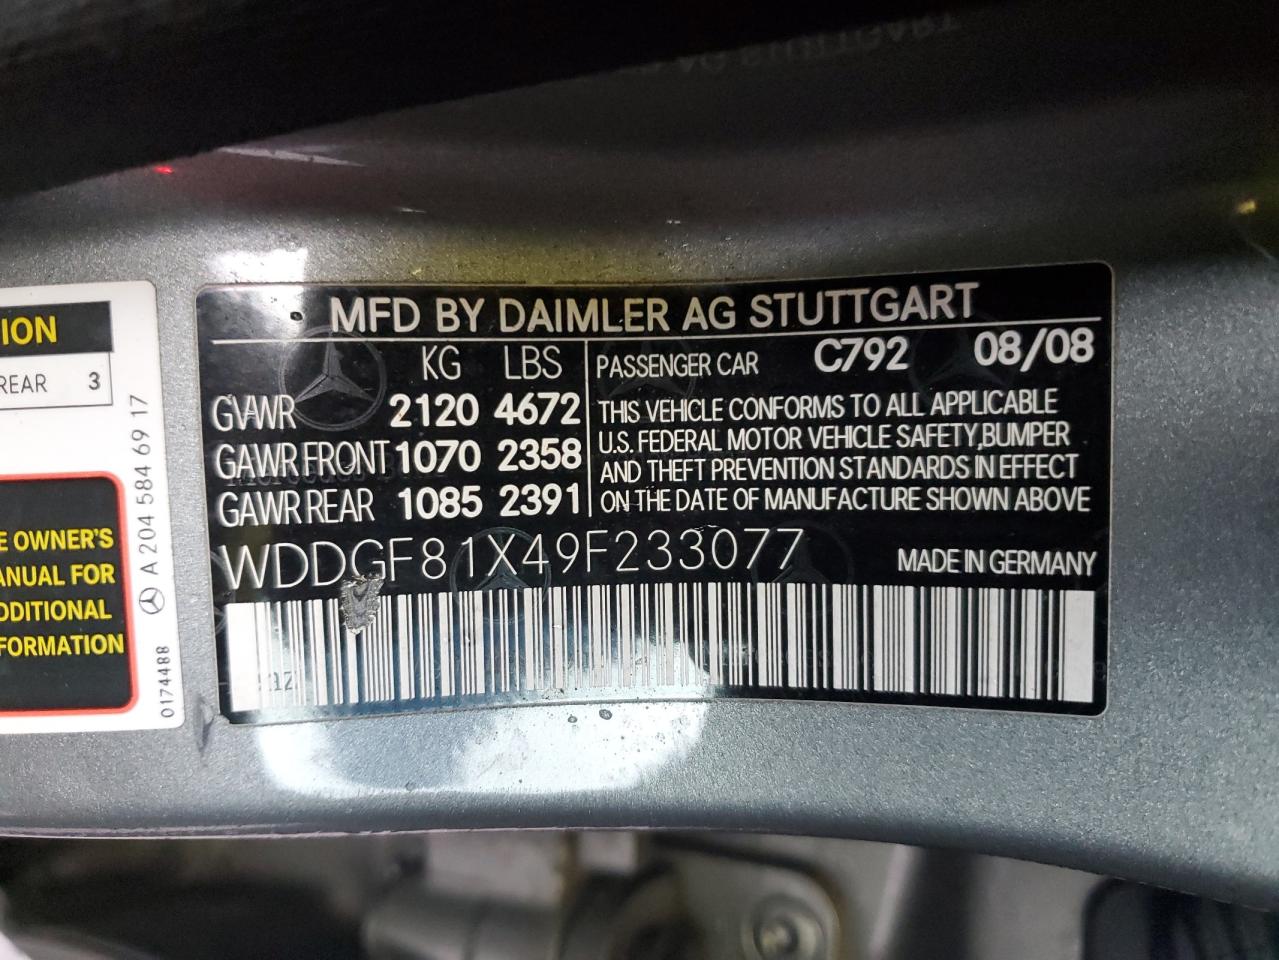 MFD BY DAIMLER AG STUTTGART
KG LBS
GVWR 2120 4672
GAWR FRONT 1070 2358
GAWR REAR 1085 2391
PASSENGER CAR C792 08/08
THIS VEHICLE CONFORMS TO ALL APPLICABLE
U.S. FEDERAL MOTOR VEHICLE SAFETY, BUMPER
AND THEFT PREVENTION STANDARDS IN EFFECT
ON THE DATE OF MANUFACTURE SHOWN ABOVE
WDDGF81X49F233077 MADE IN GERMANY
ION
REAR 3
E OWNER'S
ANUAL FOR
DDITIONAL
FORMATION
A 204 584 69 17
0174488